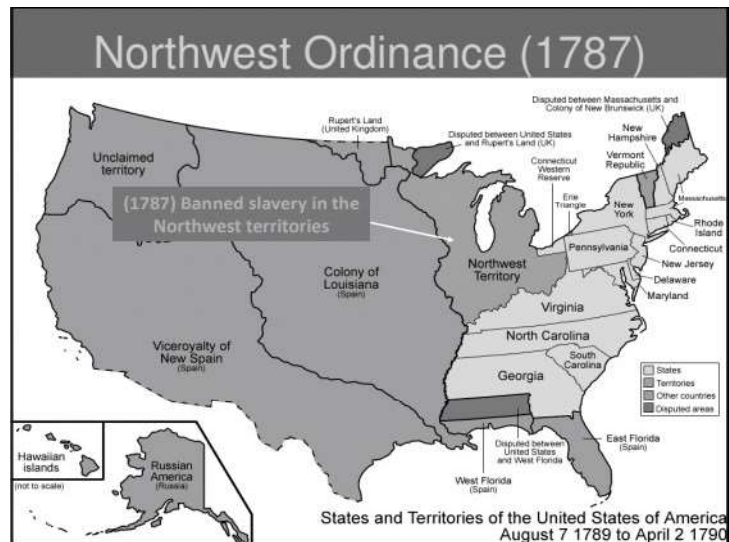 Northwest Ordinance (1787)
Disputed between Massachusetts and
Colony of New Brunswick (UK)
Rupert's Land
(United Kingdom)
Disputed between United States
and Rupert's Land (UK)
New
Hampshire
Vermont
Republic
Connecticut
Western
Reserve
Unclaimed
territory
Erie
Triangle
Massachusetts
(1787) Banned slavery in the
Northwest territories
New
York
Rhode
Island
Pennsylvania
Connecticut
Northwest
Territory
New Jersey
Colony of
Louisiana
(Spain)
Delaware
Maryland
Virginia
Viceroyalty of
New Spain
(Spain)
North Carolina
South
Carolina
Georgia
States
Territories
Other countries
Disputed areas
Hawaiian
islands
(not to scale)
Russian
America
(Russia)
Disputed between
United States
and West Florida
East Florida
(Spain)
West Florida
(Spain)
States and Territories of the United States of America
August 7 1789 to April 2 1790